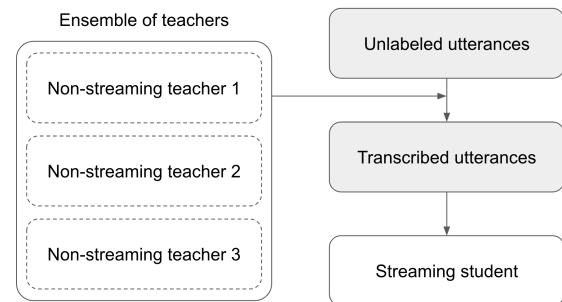 Ensemble of teachers
Non-streaming teacher 1
Non-streaming teacher 2
Non-streaming teacher 3
Unlabeled utterances
Transcribed utterances
Streaming student